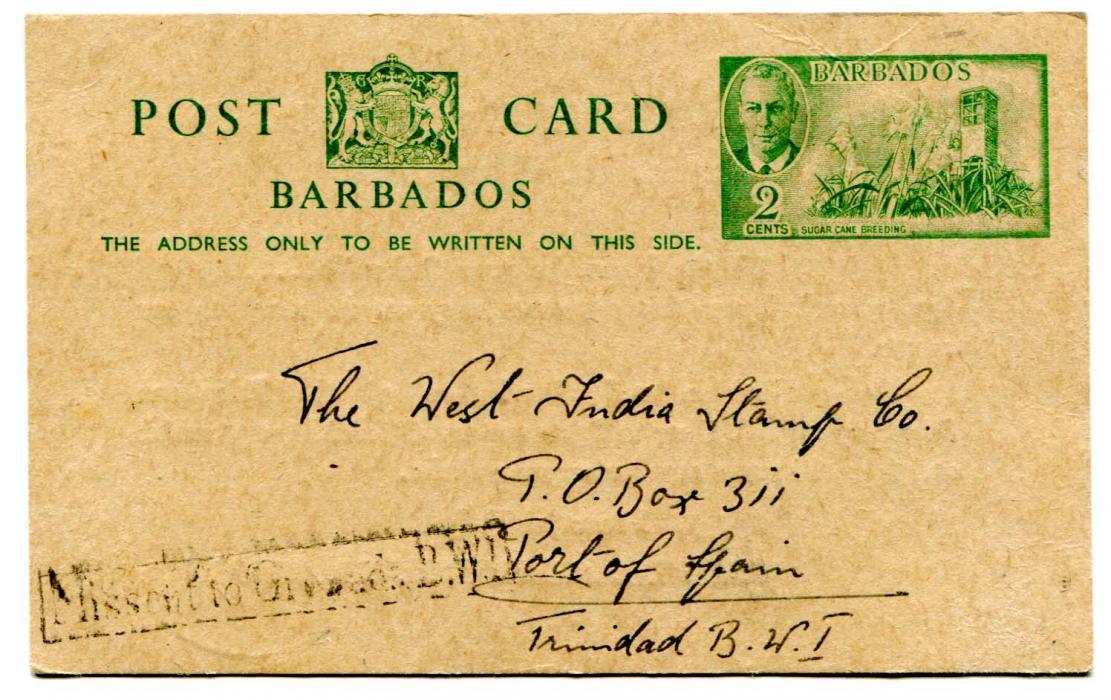 POST CARD
G R
BARBADOS
THE ADDRESS ONLY TO BE WRITTEN ON THIS SIDE.
BARBADOS
2
CENTS
SUGAR CANE BREEDING
The West India Stamp Co.
P.O. Box 311
Port of Spain
Trinidad B.W.I
Missent to Grenada B.W.I.